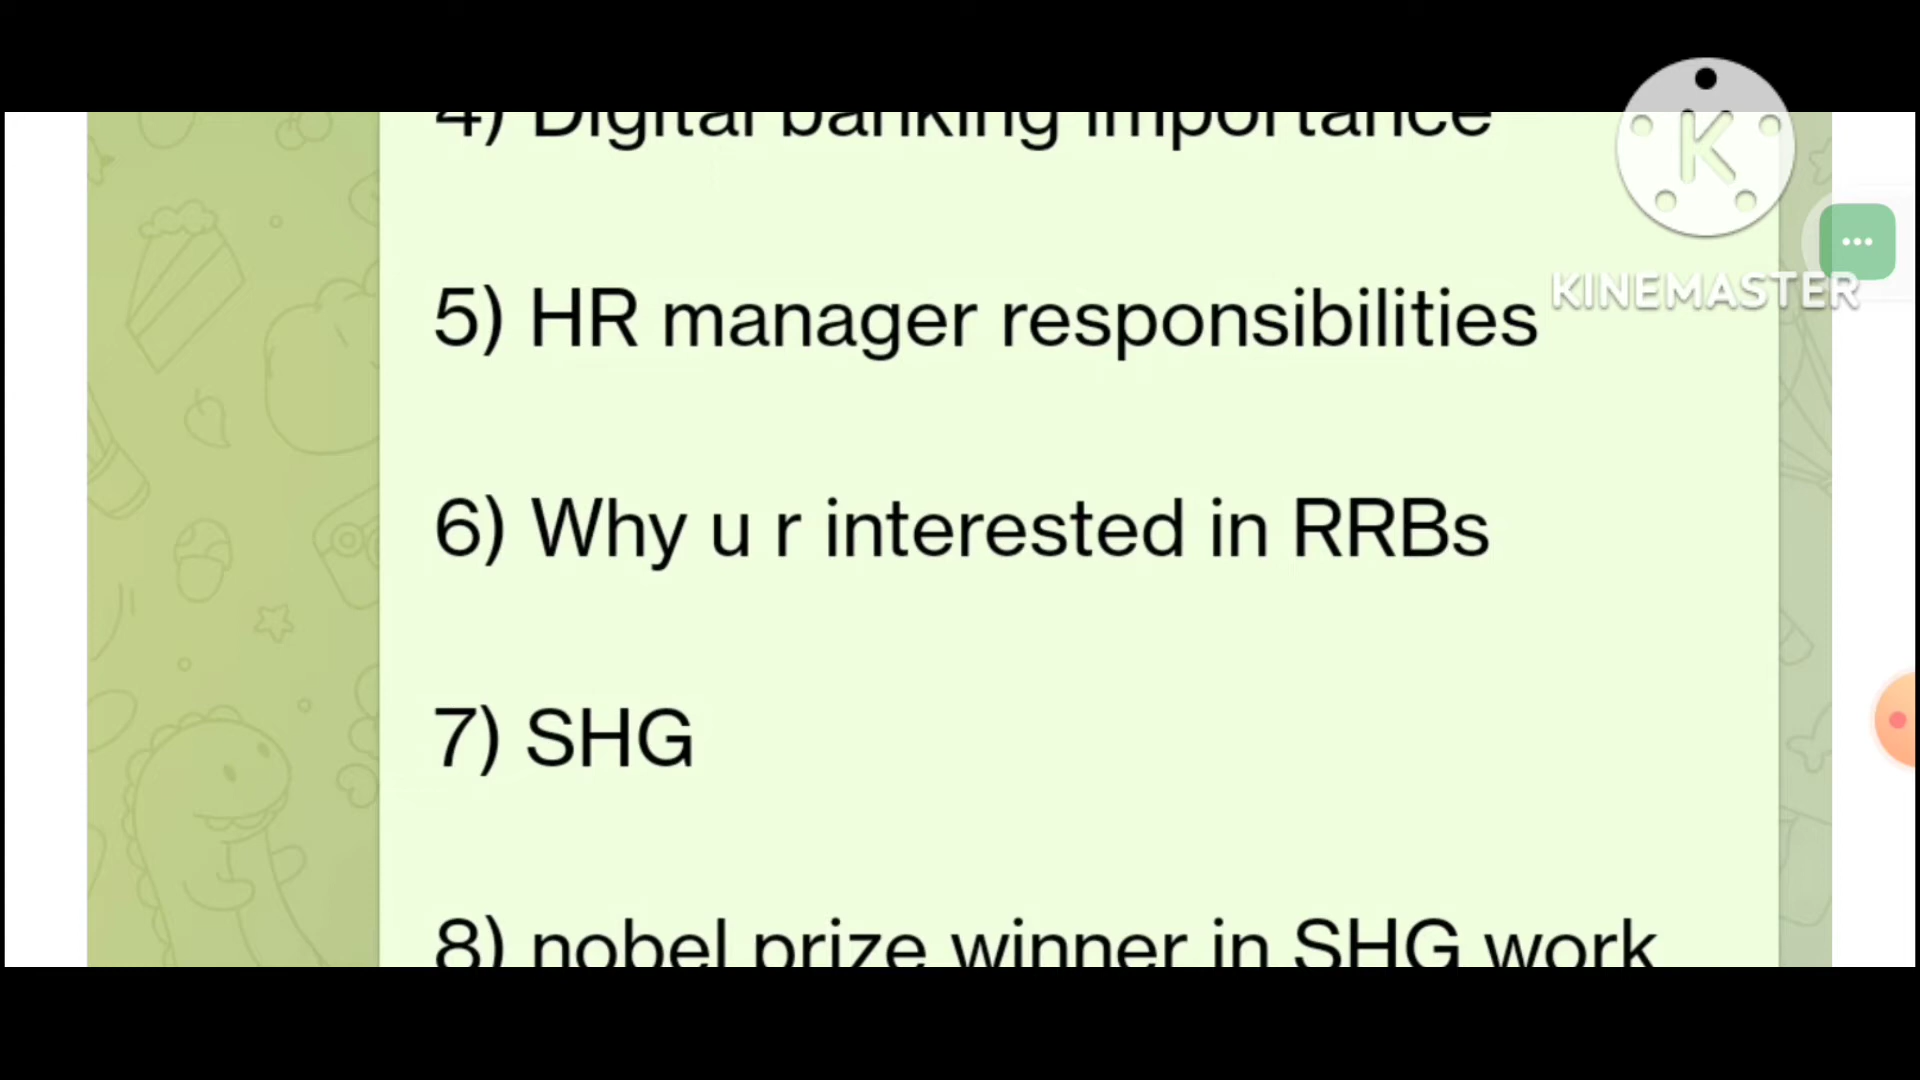 4) Digital banking importance
K
KINEMASTER
5) HR manager responsibilities
6) Why u r interested in RRBs
7) SHG
8) nobel prize winner in SHG work